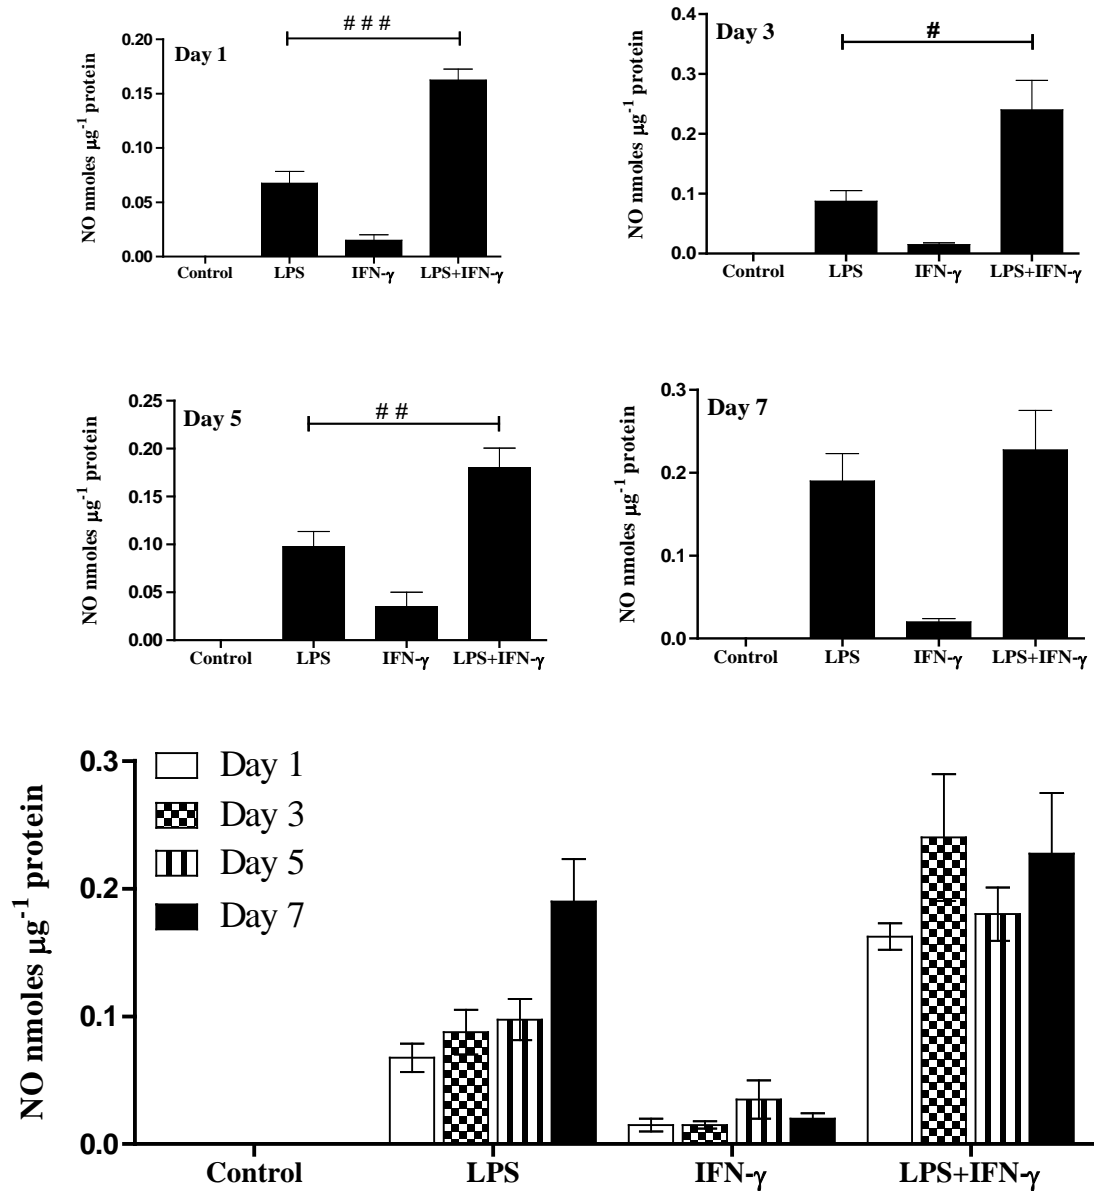 # # #
0.20
Day 1
0.15
0.10
0.05
0.00
NO nmoles µg-1 protein
Control LPS IFN-γ LPS+IFN-γ
0.4
Day 3
#
0.3
0.2
0.1
0.0
NO nmoles µg-1 protein
Control LPS IFN-γ LPS+IFN-γ
0.25
Day 5
# #
0.20
0.15
0.10
0.05
0.00
NO nmoles µg-1 protein
Control LPS IFN-γ LPS+IFN-γ
0.3
Day 7
0.2
0.1
0.0
NO nmoles µg-1 protein
Control LPS IFN-γ LPS+IFN-γ
0.3
Day 1
Day 3
Day 5
Day 7
0.2
0.1
0.0
NO nmoles µg-1 protein
Control LPS IFN-γ LPS+IFN-γ